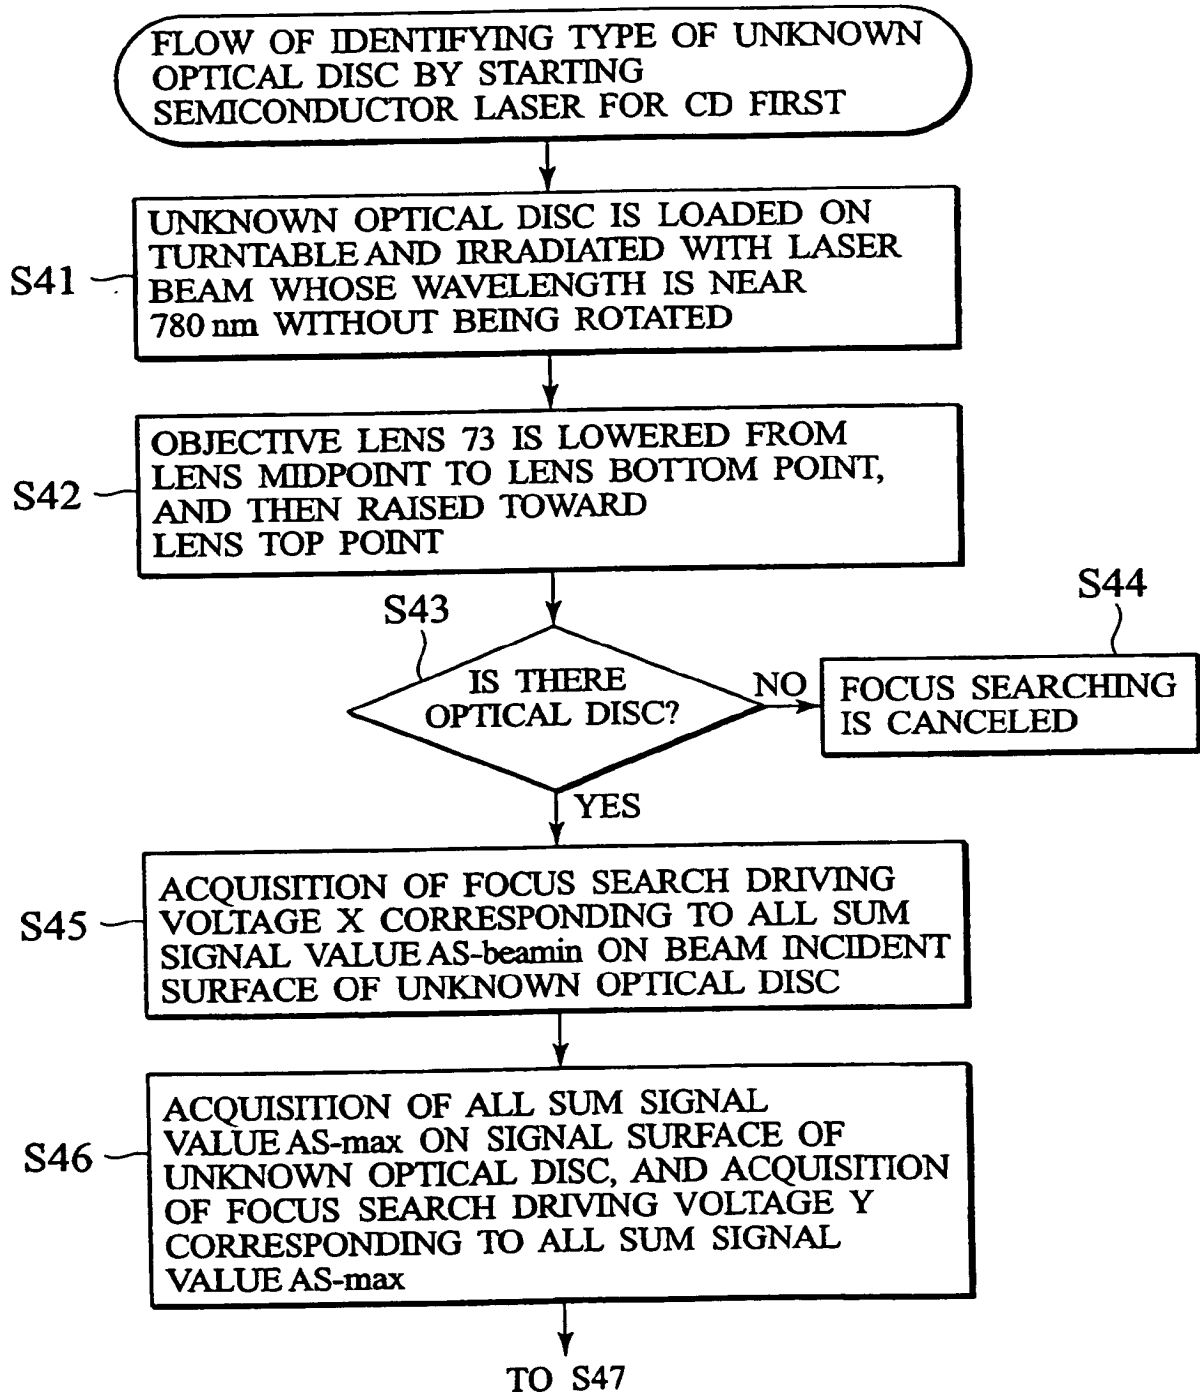 FLOW OF IDENTIFYING TYPE OF UNKNOWN
OPTICAL DISC BY STARTING
SEMICONDUCTOR LASER FOR CD FIRST
S41
UNKNOWN OPTICAL DISC IS LOADED ON
TURNTABLE AND IRRADIATED WITH LASER
BEAM WHOSE WAVELENGTH IS NEAR
780 nm WITHOUT BEING ROTATED
S42
OBJECTIVE LENS 73 IS LOWERED FROM
LENS MIDPOINT TO LENS BOTTOM POINT,
AND THEN RAISED TOWARD
LENS TOP POINT
S43
IS THERE
OPTICAL DISC?
NO
S44
FOCUS SEARCHING
IS CANCELED
YES
S45
ACQUISITION OF FOCUS SEARCH DRIVING
VOLTAGE X CORRESPONDING TO ALL SUM
SIGNAL VALUE AS-beamin ON BEAM INCIDENT
SURFACE OF UNKNOWN OPTICAL DISC
S46
ACQUISITION OF ALL SUM SIGNAL
VALUE AS-max ON SIGNAL SURFACE OF
UNKNOWN OPTICAL DISC, AND ACQUISITION
OF FOCUS SEARCH DRIVING VOLTAGE Y
CORRESPONDING TO ALL SUM SIGNAL
VALUE AS-max
TO S47